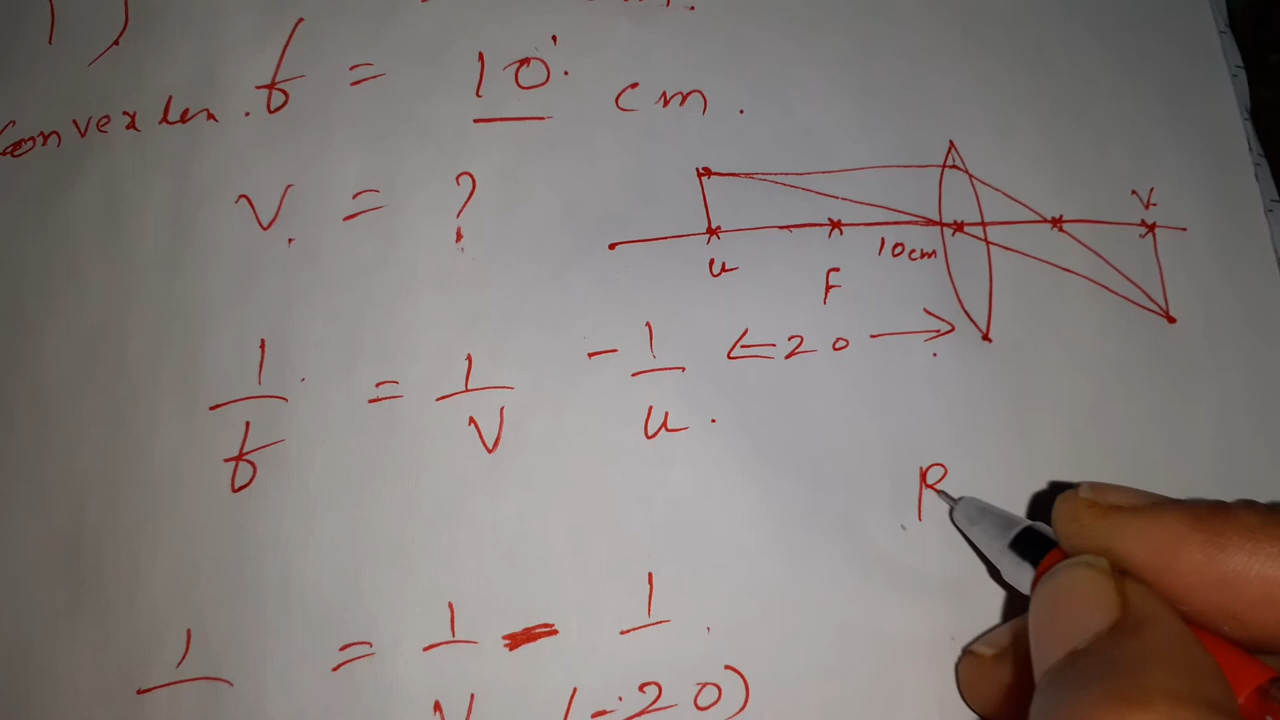 Convex len. f = 10 cm.
V = ?
V
u
10cm
F
← 20 →
1/f = 1/V - 1/u.
R
1 = 1/V - 1/(-20)